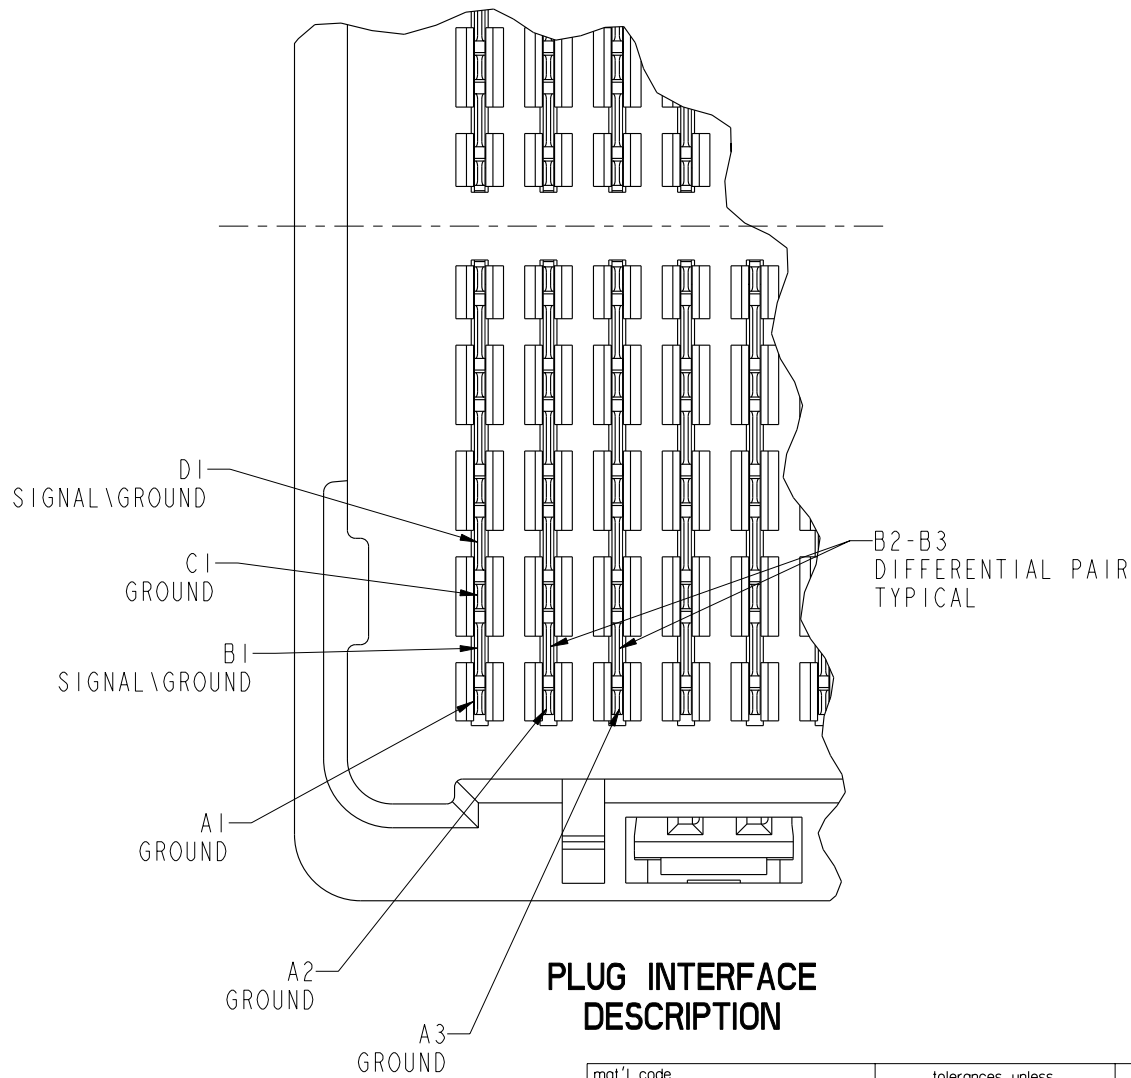 D1
SIGNAL\GROUND
C1
GROUND
B1
SIGNAL\GROUND
B2-B3
DIFFERENTIAL PAIR
TYPICAL
A1
GROUND
A2
GROUND
A3
GROUND
PLUG INTERFACE
DESCRIPTION
mat'l code
tolerances unless